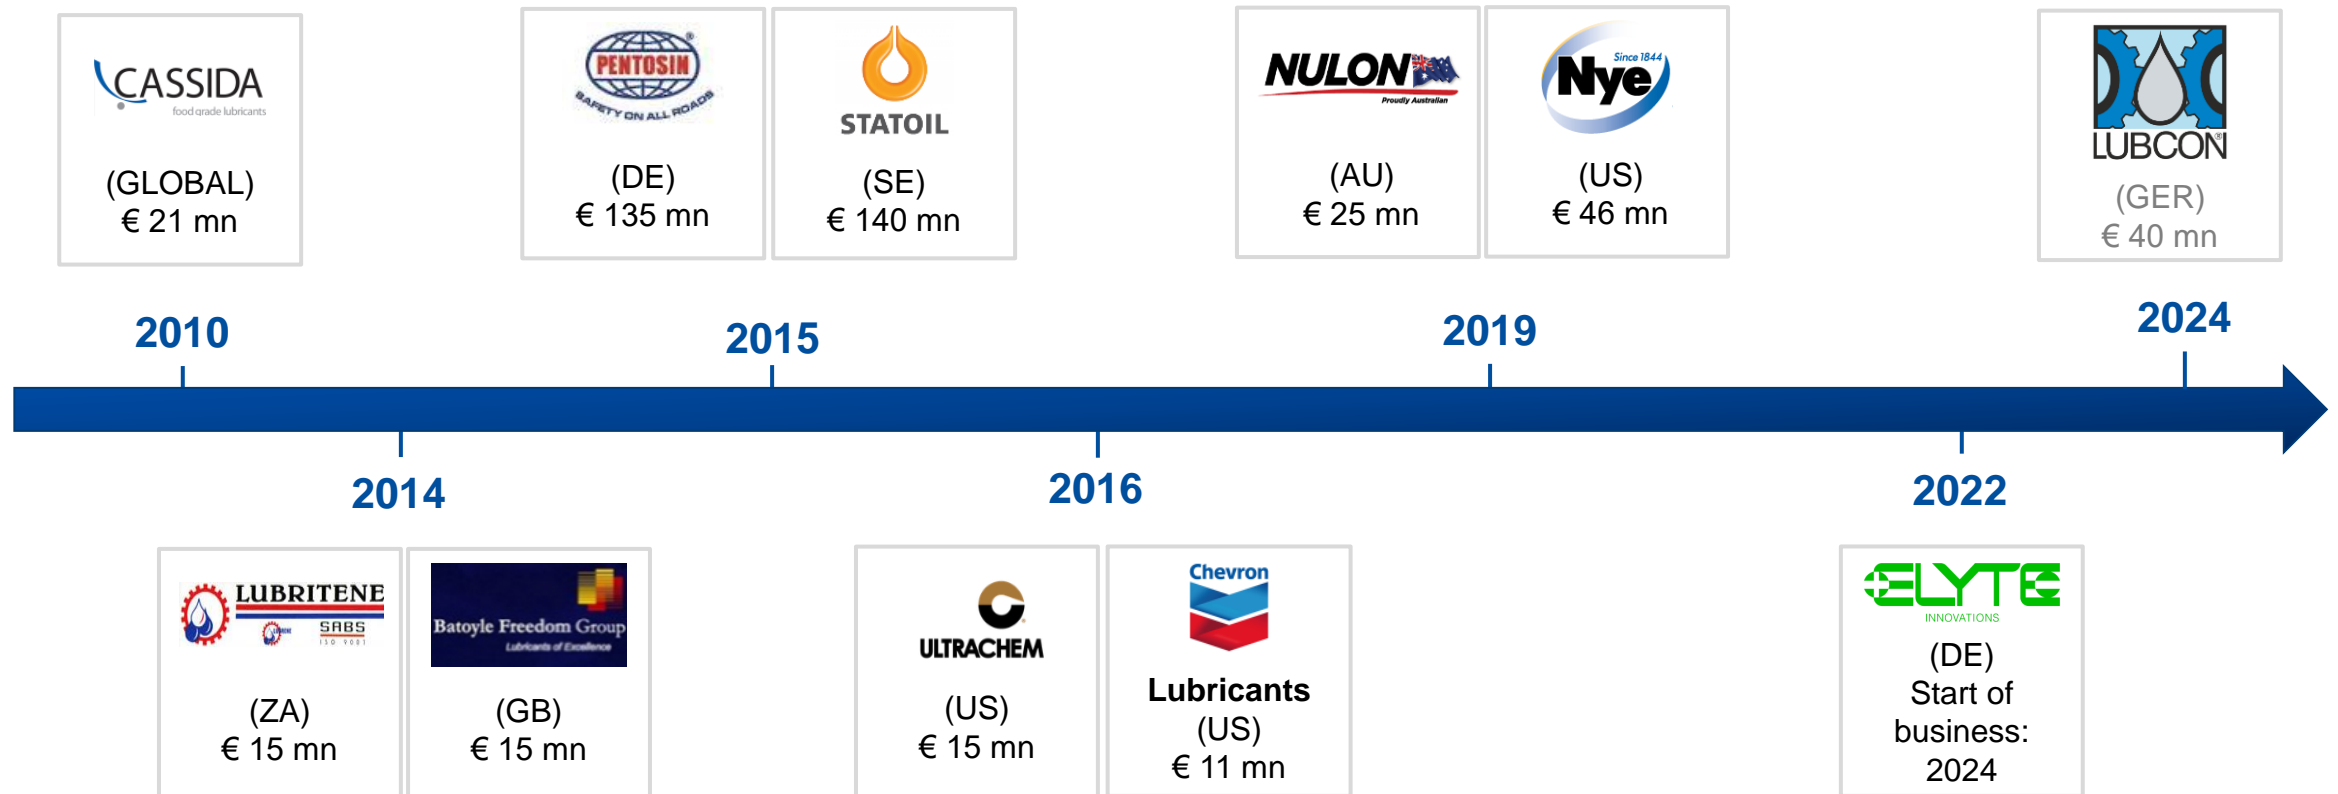 CASSIDA
food grade lubricants
(GLOBAL)
€ 21 mn
PENTOSIN
®
SAFETY ON ALL ROADS
(DE)
€ 135 mn
STATOIL
(SE)
€ 140 mn
NULON
Proudly Australian
(AU)
€ 25 mn
Since 1844
Nye
(US)
€ 46 mn
LUBCON®
(GER)
€ 40 mn
2010
2015
2019
2024
2014
2016
2022
LUBRITENE
SABS
ISO 9001
(ZA)
€ 15 mn
Batoyle Freedom Group
Lubricants of Excellence
(GB)
€ 15 mn
ULTRACHEM
(US)
€ 15 mn
Chevron
Lubricants
(US)
€ 11 mn
ELYTE
INNOVATIONS
(DE)
Start of
business:
2024